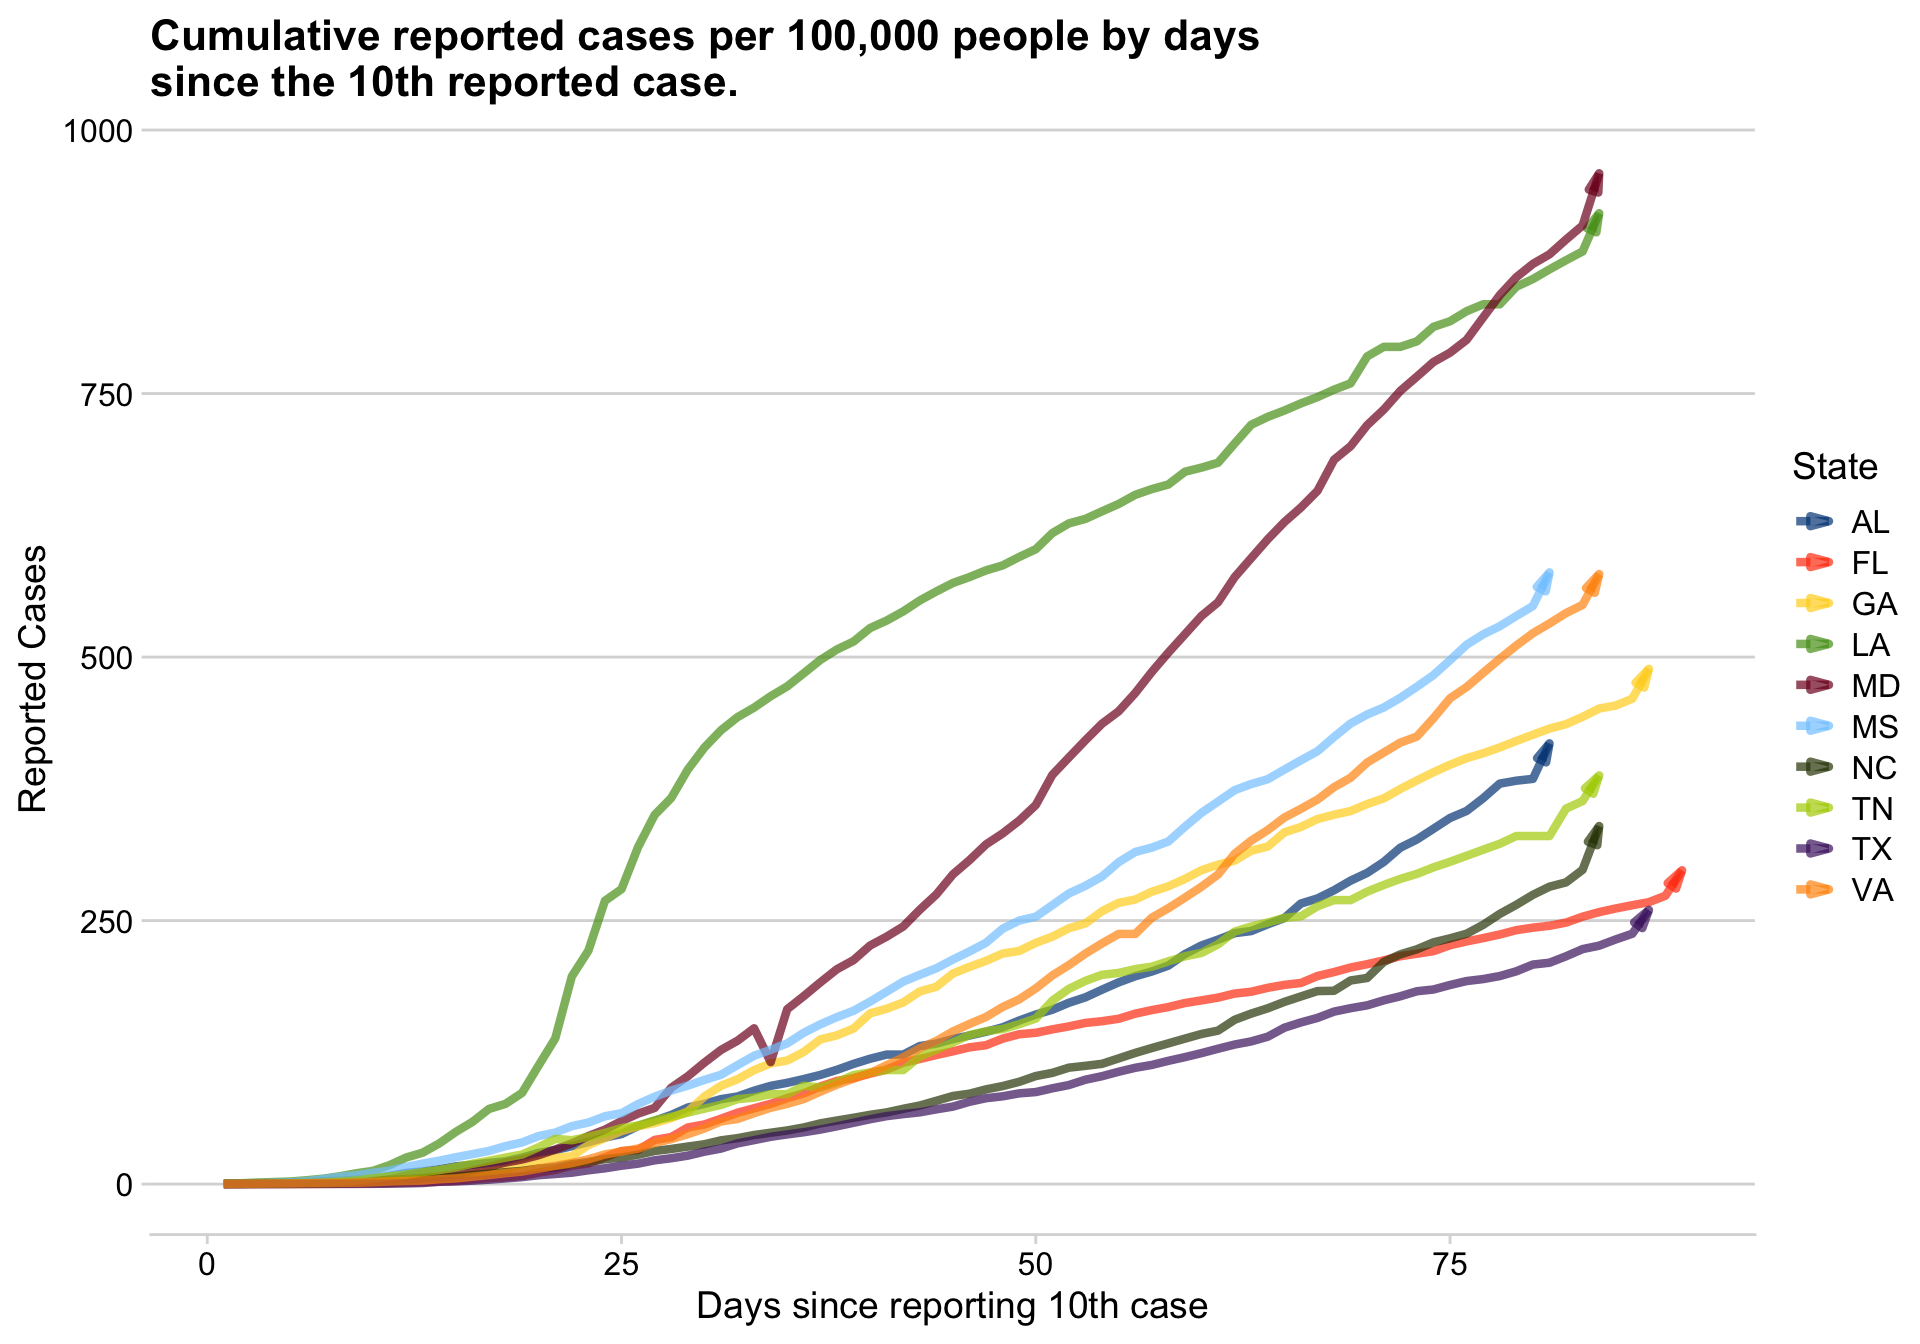 Cumulative reported cases per 100,000 people by days
since the 10th reported case.
1000
750
500
250
0
Reported Cases
0 25 50 75
Days since reporting 10th case
State
AL
FL
GA
LA
MD
MS
NC
TN
TX
VA